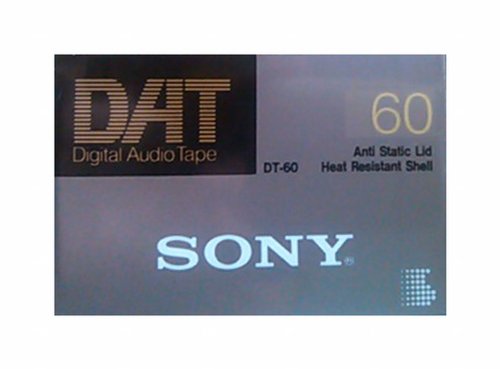 DAT
Digital Audio Tape
60
DT-60
Anti Static Lid
Heat Resistant Shell
SONY®